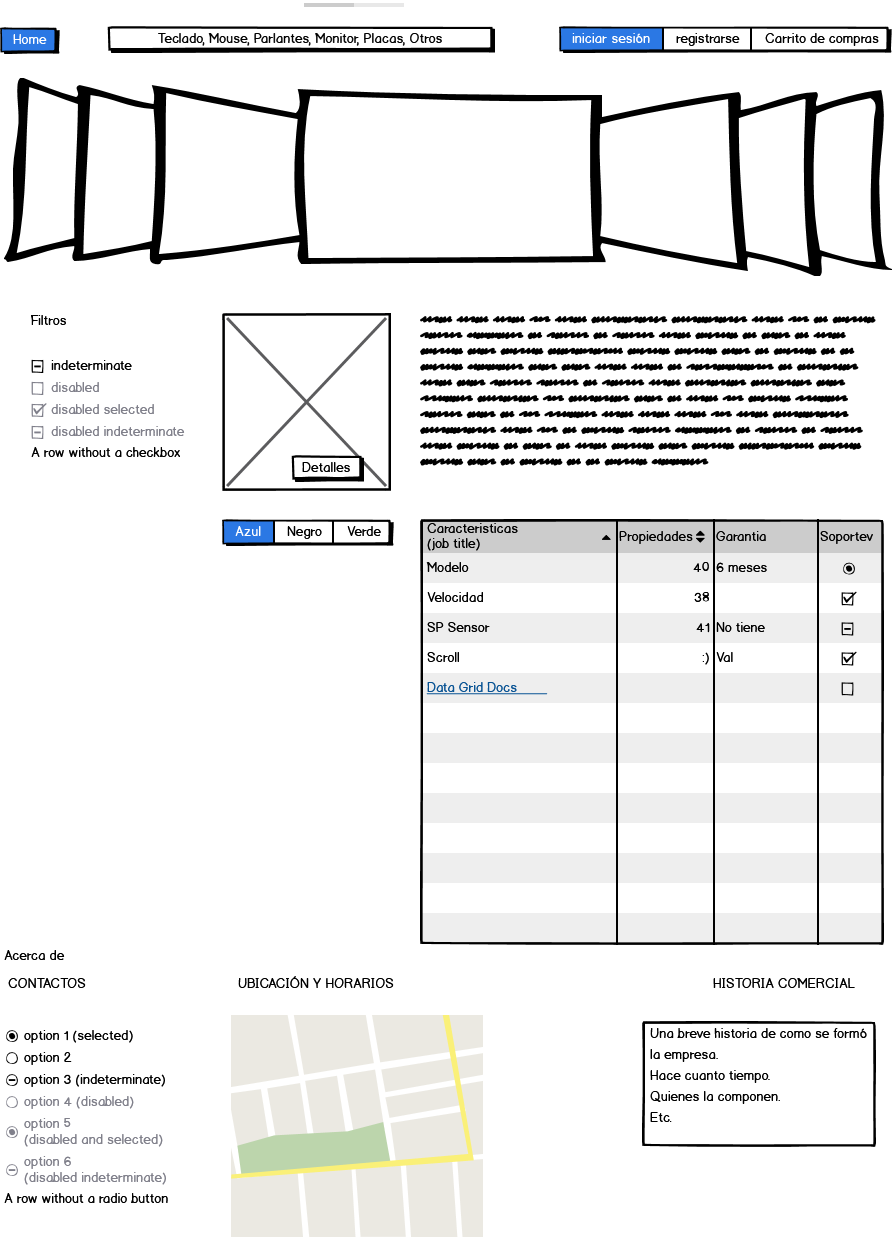 Home
Teclado, Mouse, Parlantes, Monitor, Placas, Otros
iniciar sesión
registrarse
Carrito de compras
Filtros
indeterminate
disabled
disabled selected
disabled indeterminate
A row without a checkbox
Detalles
Azul
Negro
Verde
Caracteristicas
(job title)
Propiedades
Garantia
Soportev
Modelo
40
6 meses
Velocidad
38
SP Sensor
41
No tiene
Scroll
:)
Val
Data Grid Docs
Acerca de
CONTACTOS
UBICACIÓN Y HORARIOS
HISTORIA COMERCIAL
option 1 (selected)
option 2
option 3 (indeterminate)
option 4 (disabled)
option 5
(disabled and selected)
option 6
(disabled indeterminate)
A row without a radio button
Una breve historia de como se formó
la empresa.
Hace cuanto tiempo.
Quienes la componen.
Etc.